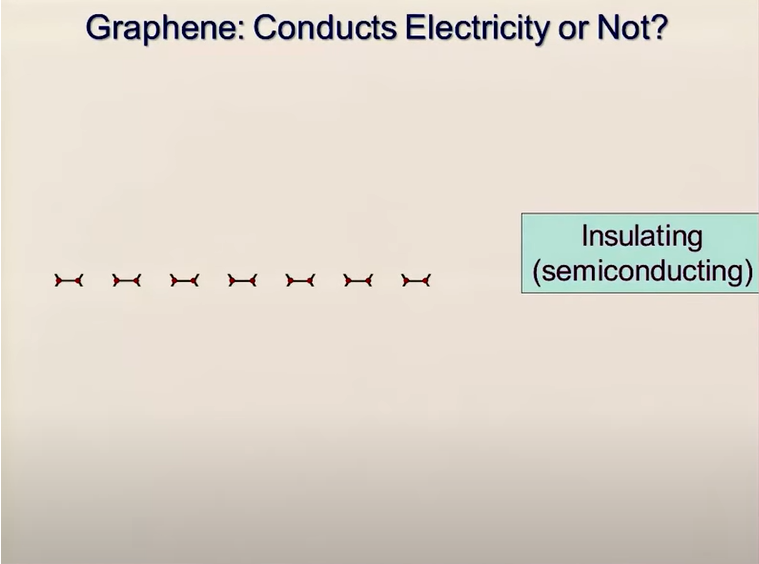 Graphene: Conducts Electricity or Not?
Insulating
(semiconducting)